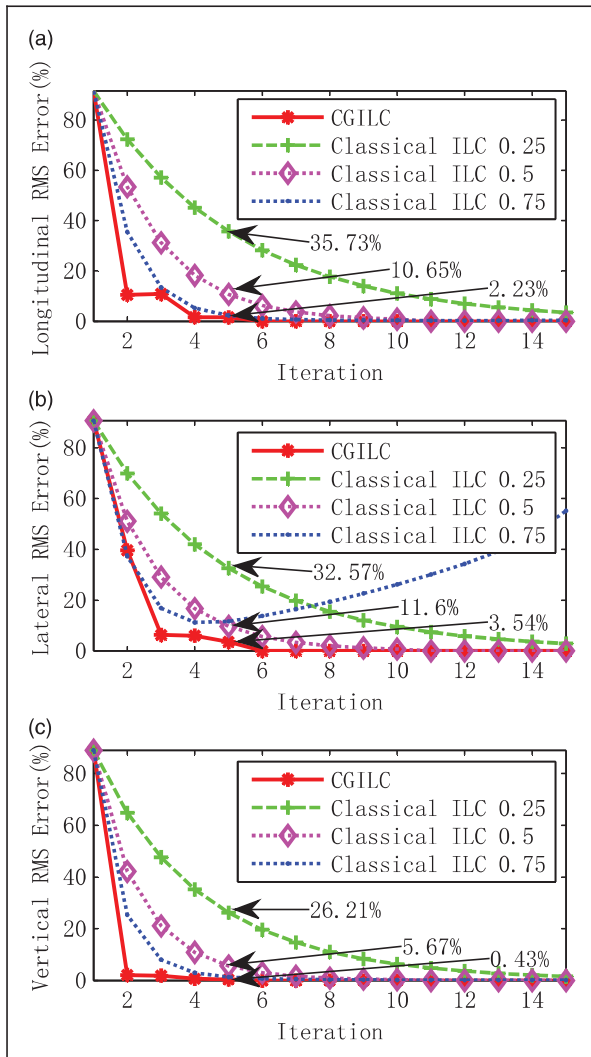 (a)
Longitudinal RMS Error(%)
80
60
40
20
0
CGILC
Classical ILC 0.25
Classical ILC 0.5
Classical ILC 0.75
35.73%
10.65%
2.23%
2 4 6 8 10 12 14
Iteration
(b)
Lateral RMS Error(%)
80
60
40
20
0
CGILC
Classical ILC 0.25
Classical ILC 0.5
Classical ILC 0.75
32.57%
11.6%
3.54%
2 4 6 8 10 12 14
Iteration
(c)
Vertical RMS Error(%)
80
60
40
20
0
CGILC
Classical ILC 0.25
Classical ILC 0.5
Classical ILC 0.75
26.21%
5.67%
0.43%
2 4 6 8 10 12 14
Iteration